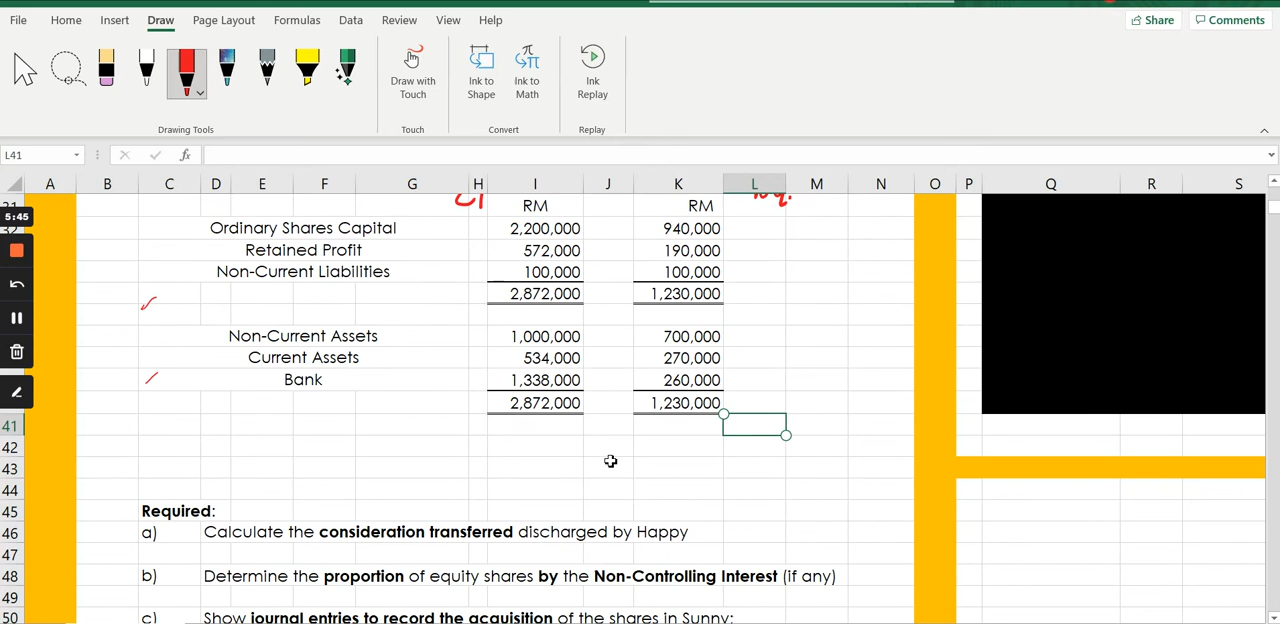 File Home Insert Draw Page Layout Formulas Data Review View Help Share Comments
Draw with Touch
Ink to Shape
Ink to Math
Ink Replay
Drawing Tools Touch Convert Replay
L41 fx
A B C D E F G H I J K L M N O P Q R S
RM RM
5:45
Ordinary Shares Capital 2,200,000 940,000
Retained Profit 572,000 190,000
Non-Current Liabilities 100,000 100,000
2,872,000 1,230,000
Non-Current Assets 1,000,000 700,000
Current Assets 534,000 270,000
Bank 1,338,000 260,000
2,872,000 1,230,000
41
42
43
44
45 Required:
46 a) Calculate the consideration transferred discharged by Happy
47
48 b) Determine the proportion of equity shares by the Non-Controlling Interest (if any)
49
50 c) Show journal entries to record the acquisition of the shares in Sunny: